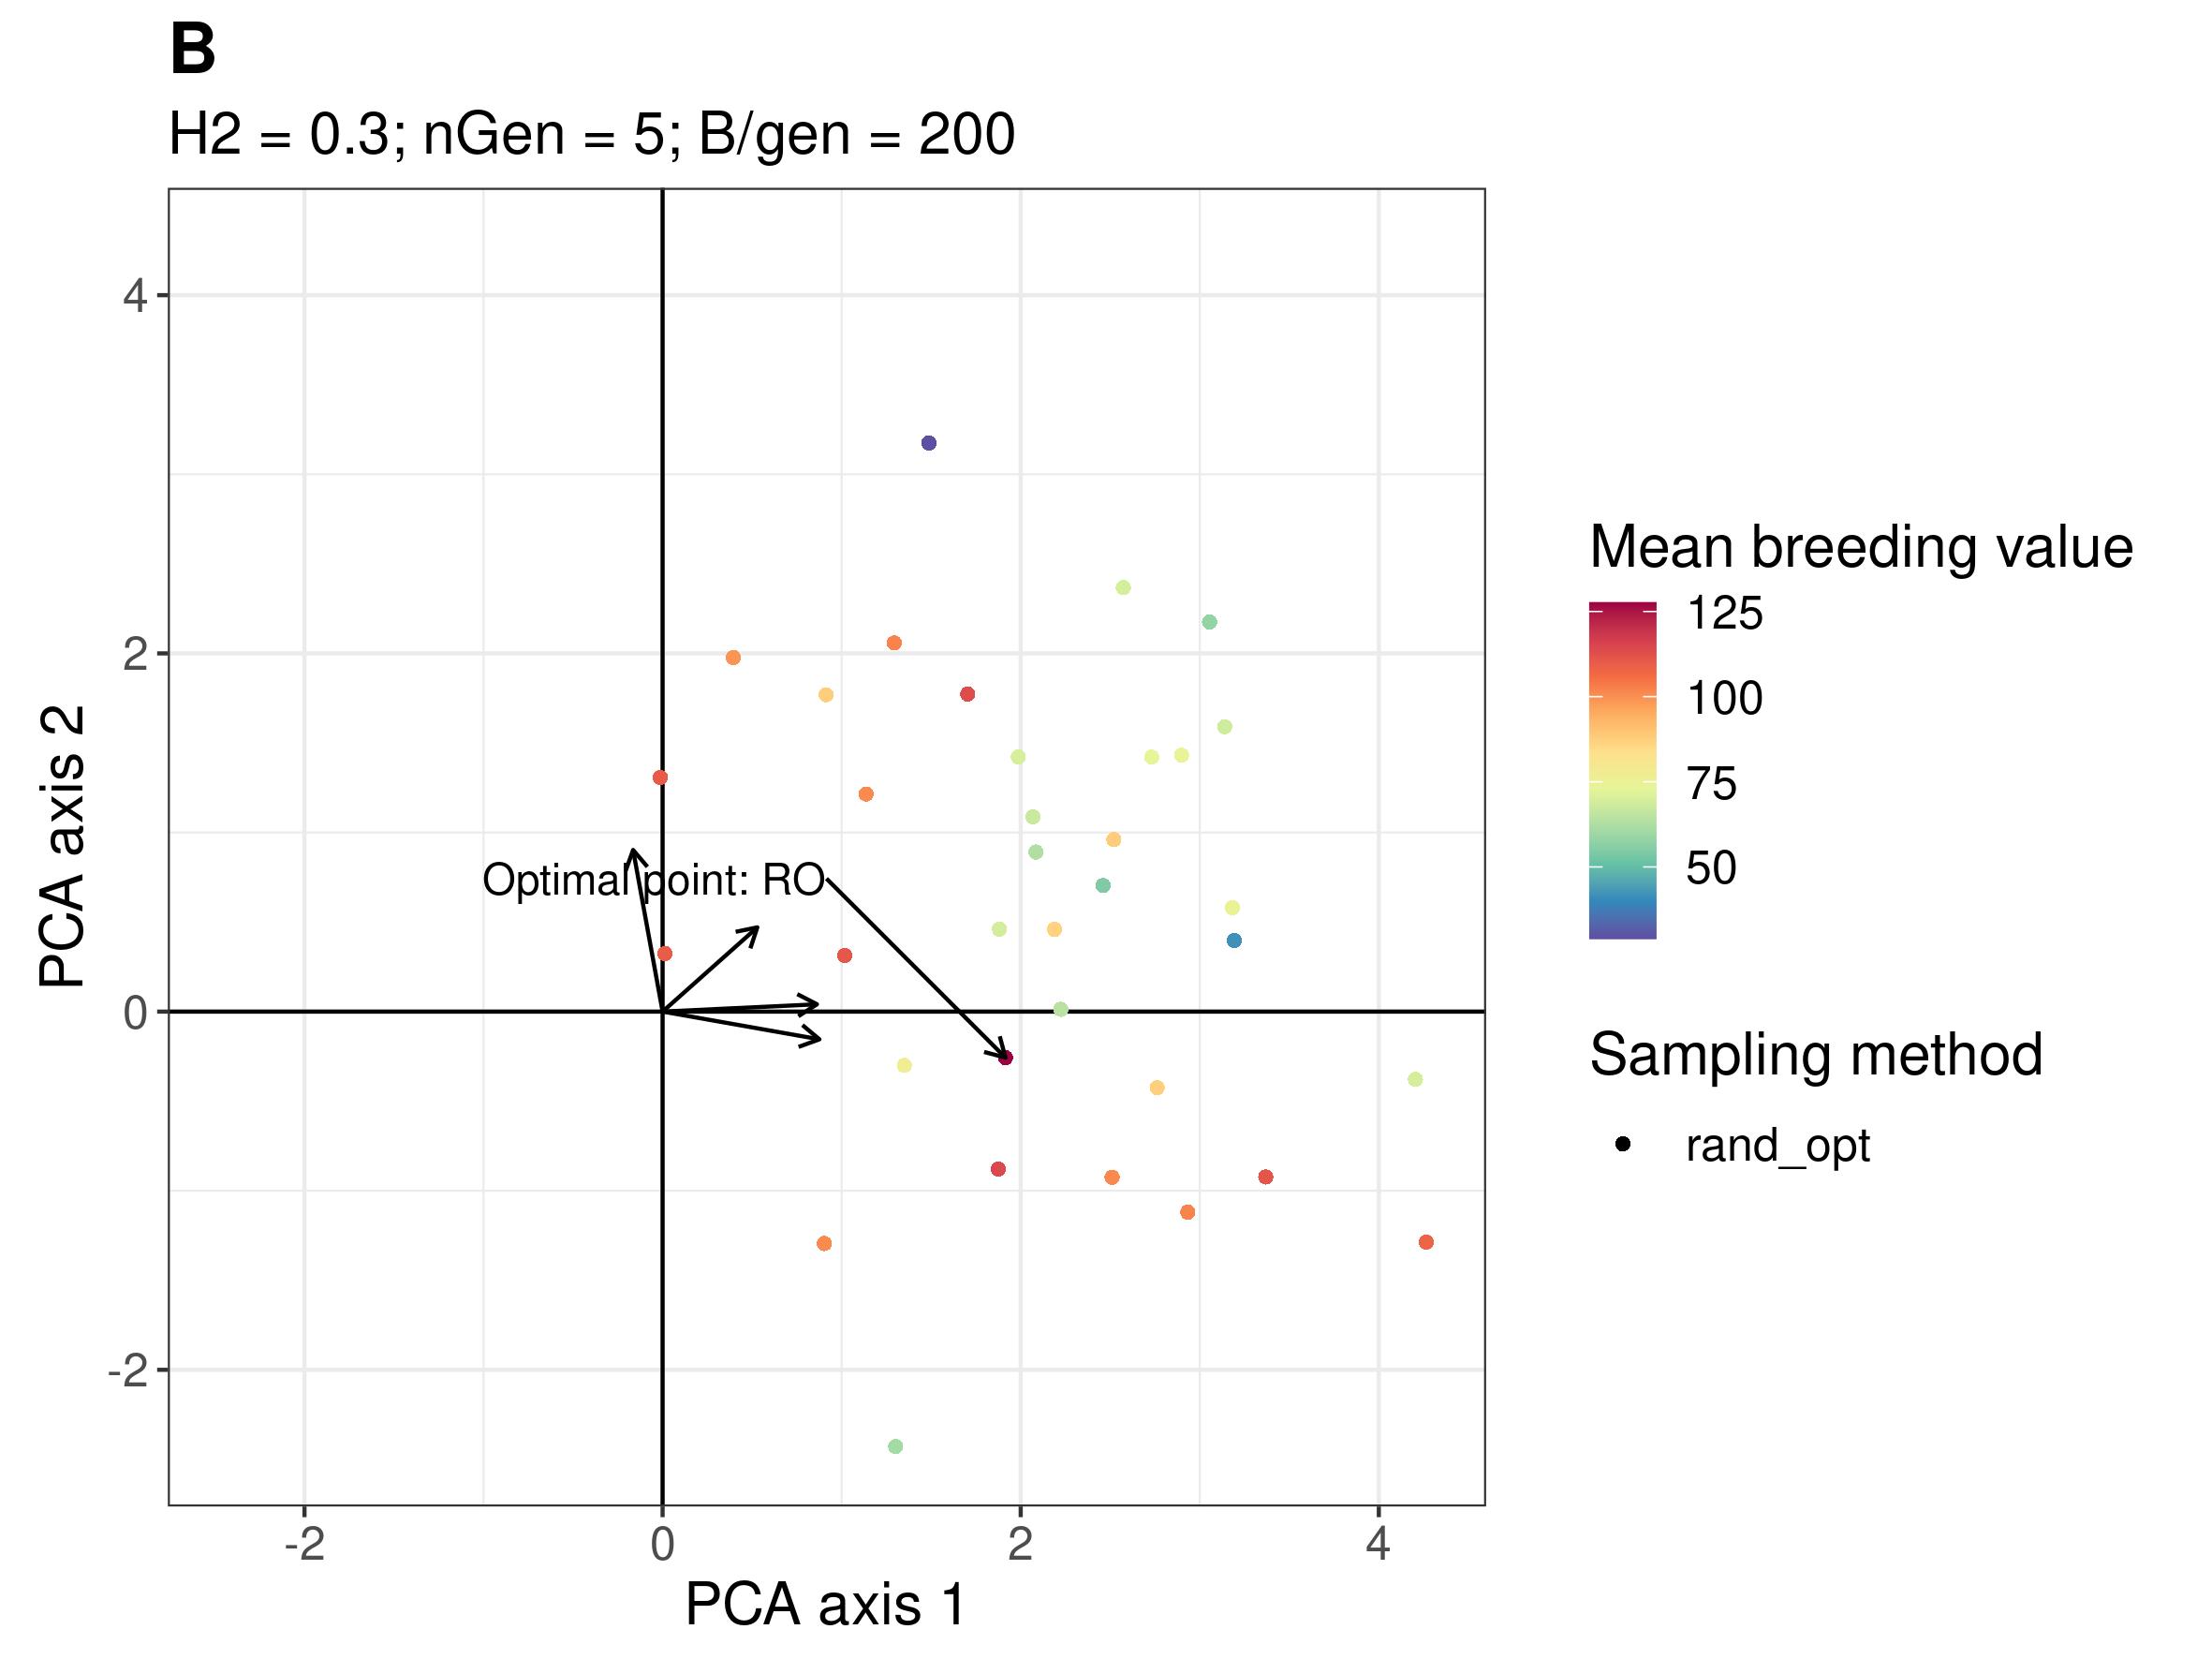 B
H2 = 0.3; nGen = 5; B/gen = 200
4
2
0
-2
-2
0
2
4
PCA axis 2
PCA axis 1
Optimal point: RO
Mean breeding value
125
100
75
50
Sampling method
rand_opt